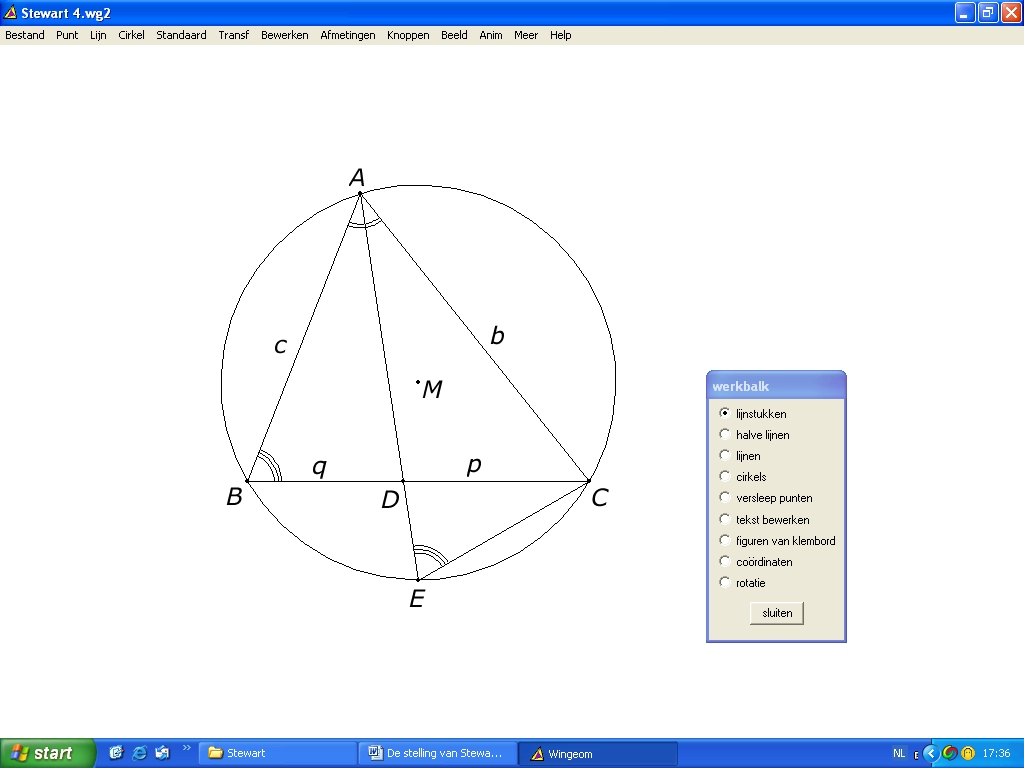 Stewart 4.wg2
Bestand Punt Lijn Cirkel Standaard Transf Bewerken Afmetingen Knoppen Beeld Anim Meer Help
A
c
b
M
q
p
B
D
C
E
werkbalk
lijnstukken
halve lijnen
lijnen
cirkels
versleep punten
tekst bewerken
figuren van klembord
coördinaten
rotatie
sluiten
start Stewart De stelling van Stewa... Wingeom NL 17:36